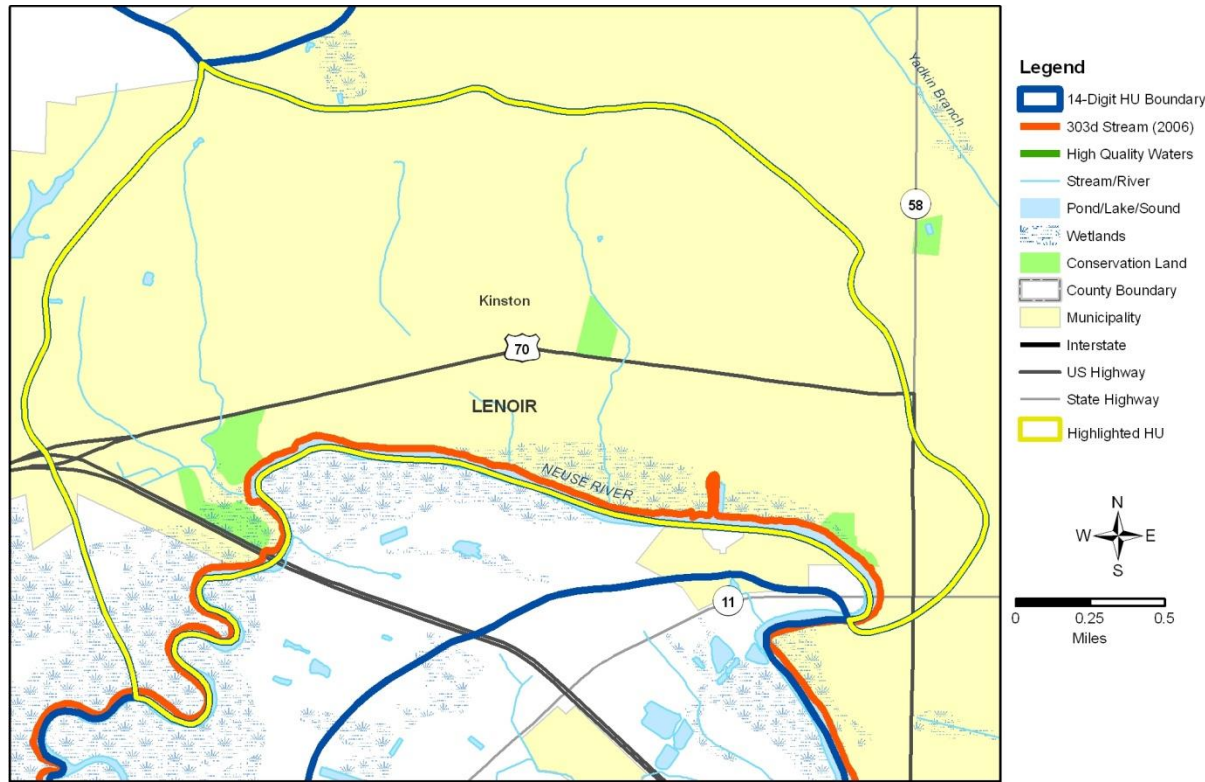 Yadkin Branch
58
Kinston
70
LENOIR
NEUSE RIVER
11
Legend
14-Digit HU Boundary
303d Stream (2006)
High Quality Waters
Stream/River
Pond/Lake/Sound
Wetlands
Conservation Land
County Boundary
Municipality
Interstate
US Highway
State Highway
Highlighted HU
N
W E
S
0 0.25 0.5
Miles